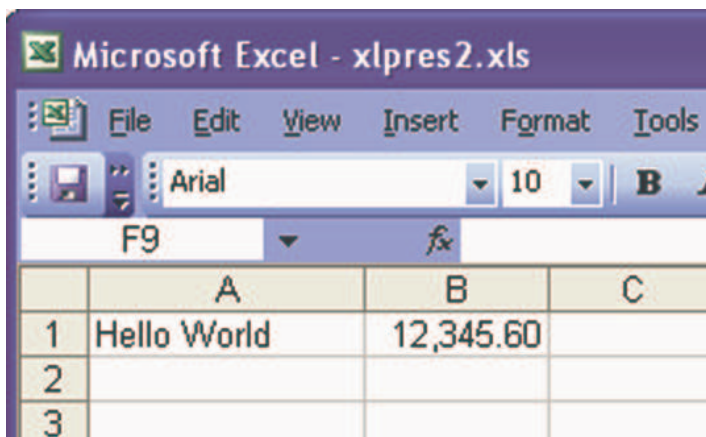 Microsoft Excel - xlpres2.xls
File Edit View Insert Format Tools
Arial 10 B
F9 fx
A B C
1 Hello World 12,345.60
2
3